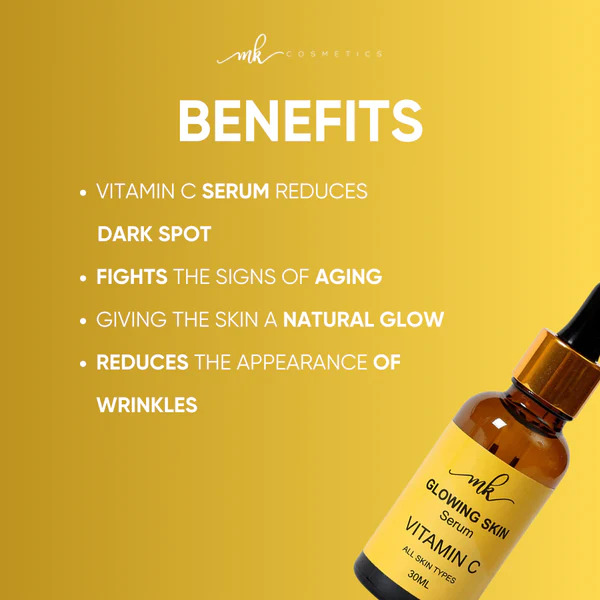 mk COSMETICS
BENEFITS
• VITAMIN C SERUM REDUCES
DARK SPOT
• FIGHTS THE SIGNS OF AGING
• GIVING THE SKIN A NATURAL GLOW
• REDUCES THE APPEARANCE OF
WRINKLES
mk
GLOWING SKIN
Serum
VITAMIN C
ALL SKIN TYPES
30ML